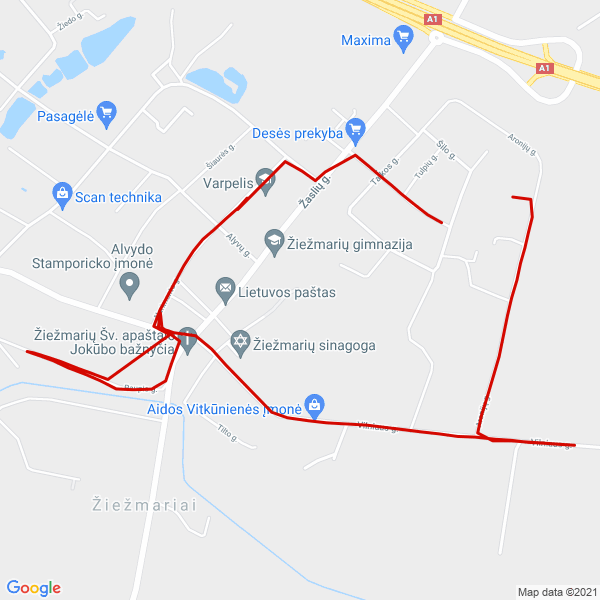 Žiedo g.
A1
Maxima
A1
Pasagėlė
Desės prekyba
Aronijų g.
Šilo g.
Šiaurės g.
Tulpių g.
Taikos g.
Varpelis
Scan technika
Žaslių g.
Alyvų g.
Žiežmarių gimnazija
Alvydo
Stamporicko įmonė
Lietuvos paštas
Žiežmarių Šv. apaštalo
Jokūbo bažnyčia
Žiežmarių sinagoga
Aidos Vitkūnienės įmonė
Vilniaus g.
Tilto g.
Vilniaus g.
Žiežmariai
Google
Map data ©2021